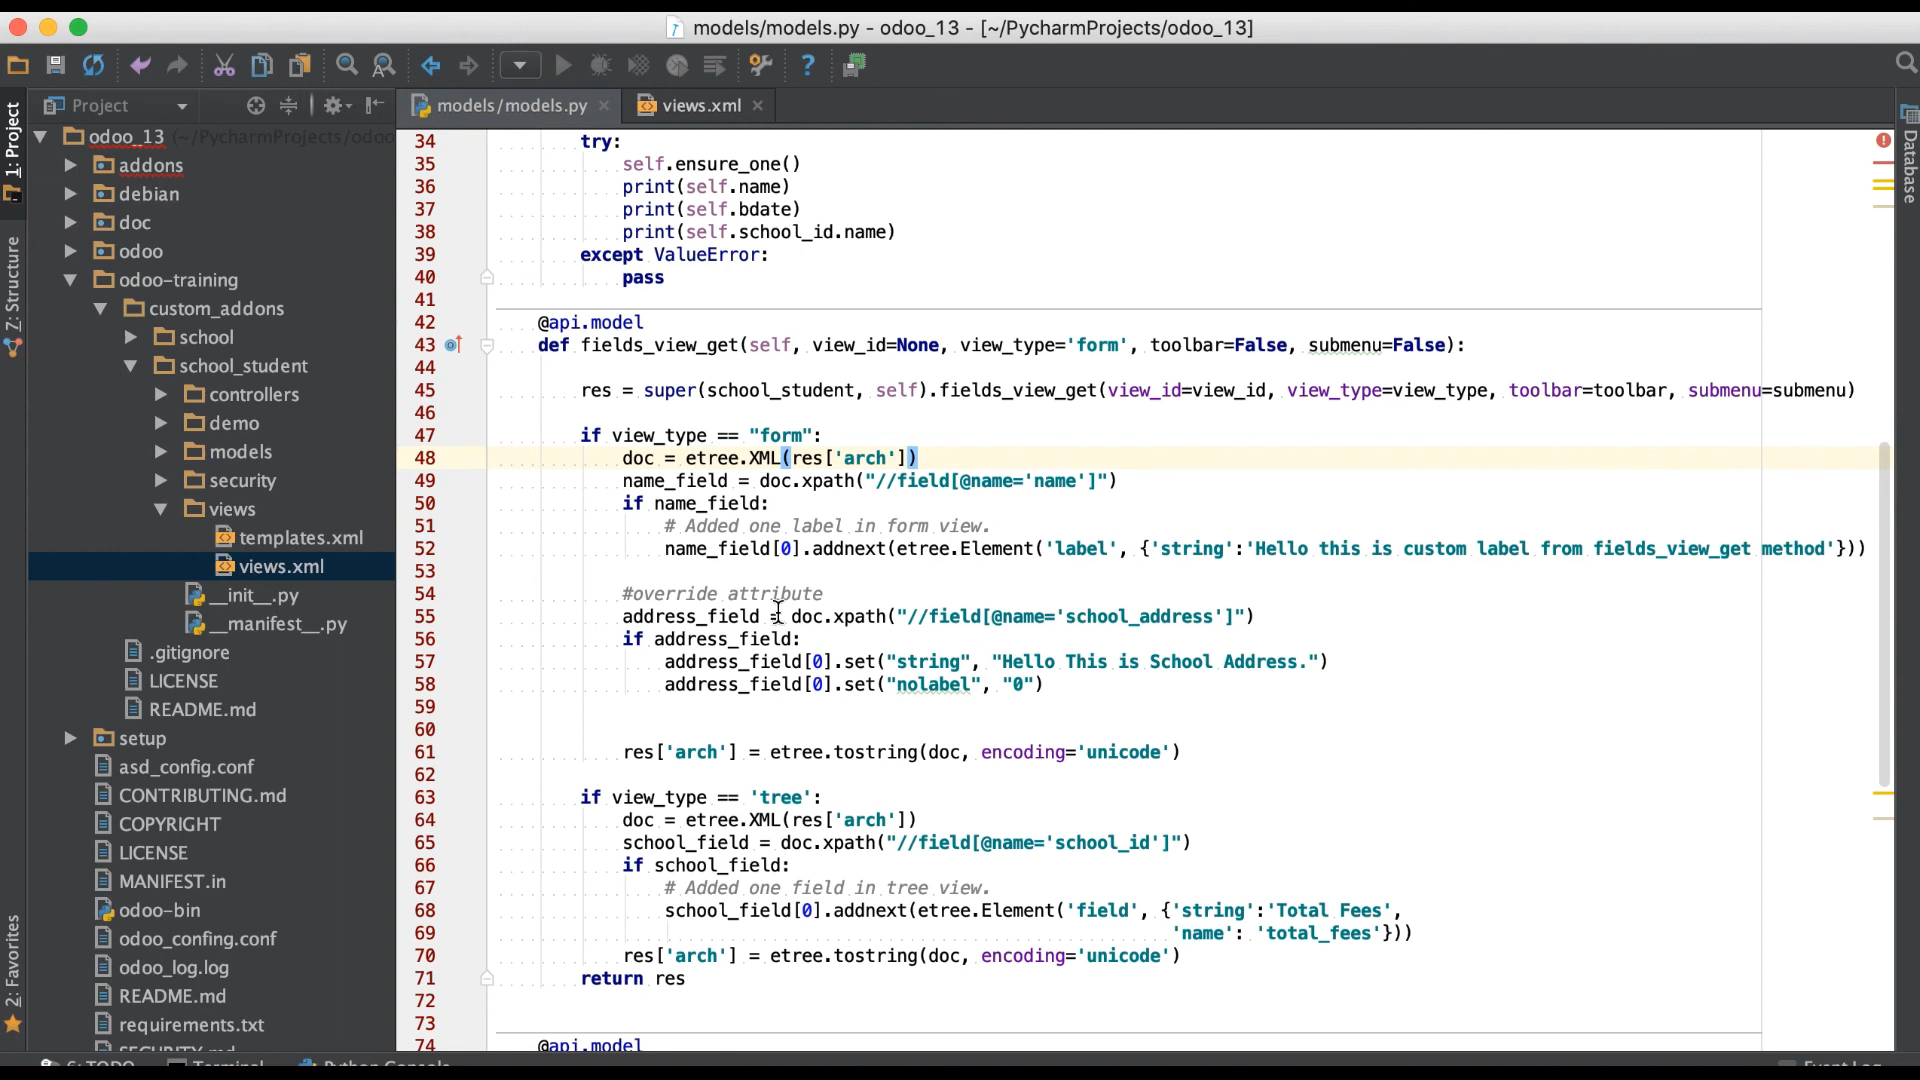 models/models.py - odoo_13 - [~/PycharmProjects/odoo_13]
Project
models/models.py
views.xml
1: Project
Z: Structure
2: Favorites
Database
odoo_13 (~/PycharmProjects/odoo
addons
debian
doc
odoo
odoo-training
custom_addons
school
school_student
controllers
demo
models
security
views
templates.xml
views.xml
__init__.py
__manifest__.py
.gitignore
LICENSE
README.md
setup
asd_config.conf
CONTRIBUTING.md
COPYRIGHT
LICENSE
MANIFEST.in
odoo-bin
odoo_confing.conf
odoo_log.log
README.md
requirements.txt
SECURITY.md
34 try:
35 self.ensure_one()
36 print(self.name)
37 print(self.bdate)
38 print(self.school_id.name)
39 except ValueError:
40 pass
41
42 @api.model
43 def fields_view_get(self, view_id=None, view_type='form', toolbar=False, submenu=False):
44
45 res = super(school_student, self).fields_view_get(view_id=view_id, view_type=view_type, toolbar=toolbar, submenu=submenu)
46
47 if view_type == "form":
48 doc = etree.XML(res['arch'])
49 name_field = doc.xpath("//field[@name='name']")
50 if name_field:
51 # Added one label in form view.
52 name_field[0].addnext(etree.Element('label', {'string':'Hello this is custom label from fields_view_get method'}))
53
54 #override attribute
55 address_field = doc.xpath("//field[@name='school_address']")
56 if address_field:
57 address_field[0].set("string", "Hello This is School Address.")
58 address_field[0].set("nolabel", "0")
59
60
61 res['arch'] = etree.tostring(doc, encoding='unicode')
62
63 if view_type == 'tree':
64 doc = etree.XML(res['arch'])
65 school_field = doc.xpath("//field[@name='school_id']")
66 if school_field:
67 # Added one field in tree view.
68 school_field[0].addnext(etree.Element('field', {'string':'Total Fees',
69 'name': 'total_fees'}))
70 res['arch'] = etree.tostring(doc, encoding='unicode')
71 return res
72
73
74 @api.model
6: TODO
Terminal
Python Console
Event Log